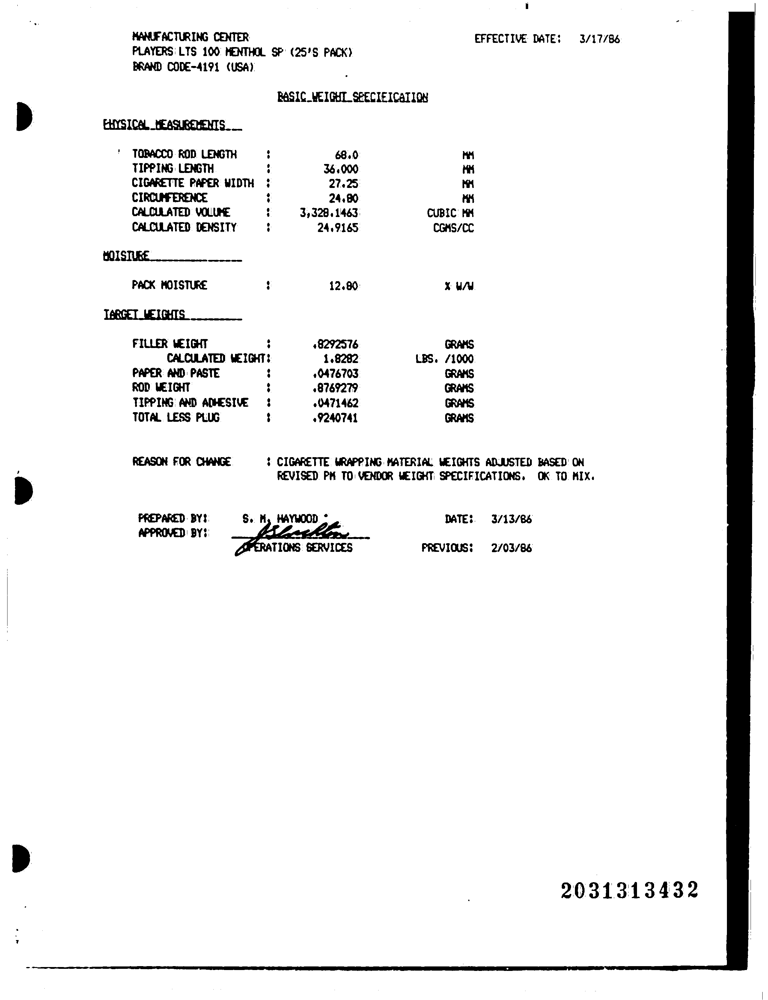 MANUFACTURING CENTER EFFECTIVE DATE: 3/17/86
PLAYERS LTS 100 MENTHOL SP (25'S PACK)
BRAND CODE-4191 (USA)
BASIC WEIGHT SPECIFICATION
PHYSICAL MEASUREMENTS
TOBACCO ROD LENGTH : 68.0 MM
TIPPING LENGTH : 36.000 MM
CIGARETTE PAPER WIDTH : 27.25 MM
CIRCUMFERENCE : 24.80 MM
CALCULATED VOLUME : 3,328.1463 CUBIC MM
CALCULATED DENSITY : 24.9165 CGMS/CC
MOISTURE
PACK MOISTURE : 12.80 % W/W
TARGET WEIGHTS
FILLER WEIGHT : .8292576 GRAMS
CALCULATED WEIGHT: 1.8282 LBS. /1000
PAPER AND PASTE : .0476703 GRAMS
ROD WEIGHT : .8769279 GRAMS
TIPPING AND ADHESIVE : .0471462 GRAMS
TOTAL LESS PLUG : .9240741 GRAMS
REASON FOR CHANGE : CIGARETTE WRAPPING MATERIAL WEIGHTS ADJUSTED BASED ON
REVISED PM TO VENDOR WEIGHT SPECIFICATIONS. OK TO MIX.
PREPARED BY: S. M. HAYWOOD DATE: 3/13/86
APPROVED BY:
OPERATIONS SERVICES PREVIOUS: 2/03/86
2031313432